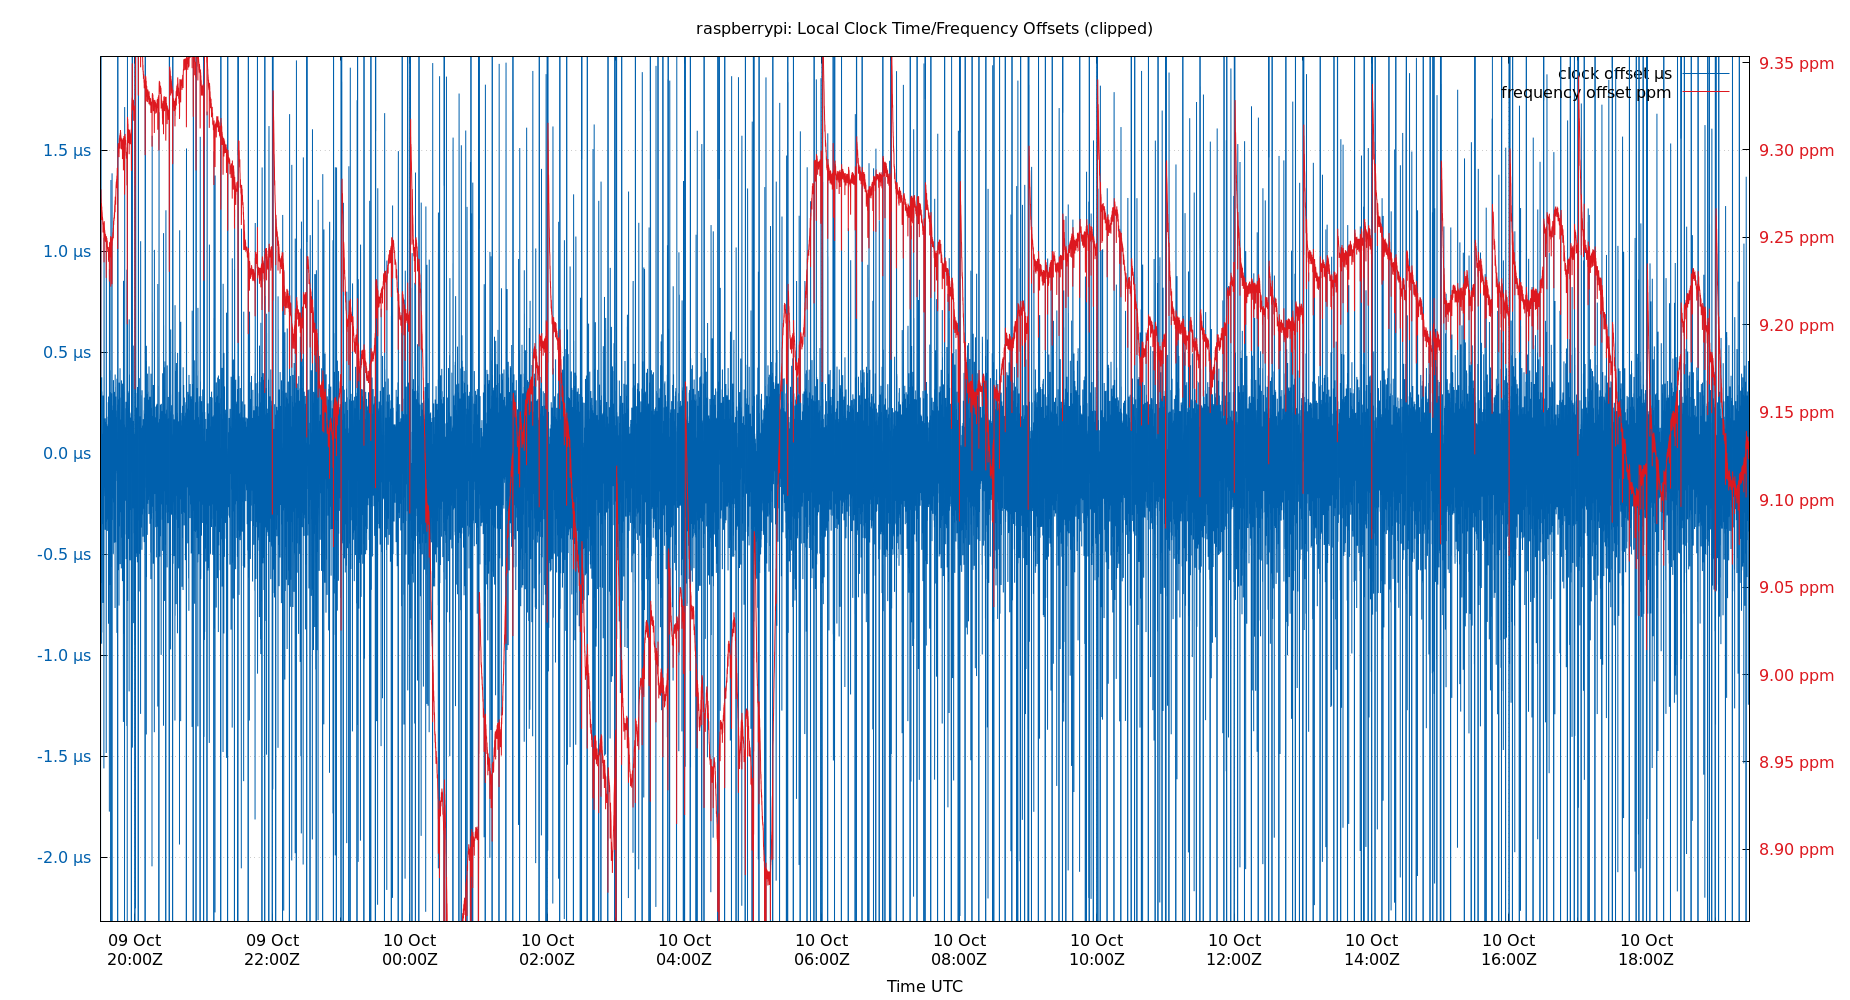 raspberrypi: Local Clock Time/Frequency Offsets (clipped)
clock offset µs
frequency offset ppm
1.5 µs
1.0 µs
0.5 µs
0.0 µs
-0.5 µs
-1.0 µs
-1.5 µs
-2.0 µs
9.35 ppm
9.30 ppm
9.25 ppm
9.20 ppm
9.15 ppm
9.10 ppm
9.05 ppm
9.00 ppm
8.95 ppm
8.90 ppm
09 Oct 09 Oct 10 Oct 10 Oct 10 Oct 10 Oct 10 Oct 10 Oct 10 Oct 10 Oct 10 Oct 10 Oct
20:00Z 22:00Z 00:00Z 02:00Z 04:00Z 06:00Z 08:00Z 10:00Z 12:00Z 14:00Z 16:00Z 18:00Z
Time UTC